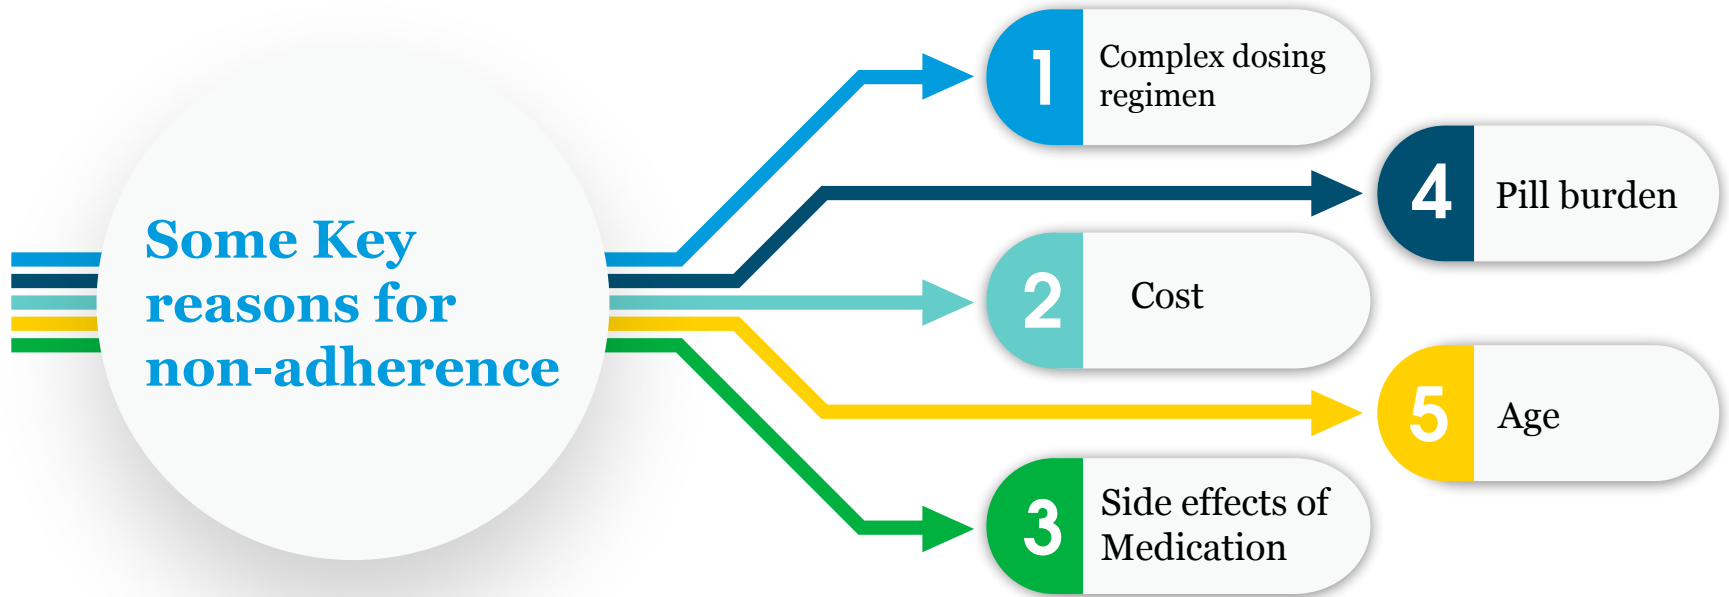 Some Key
reasons for
non-adherence
1
Complex dosing
regimen
4
Pill burden
2
Cost
5
Age
3
Side effects of
Medication